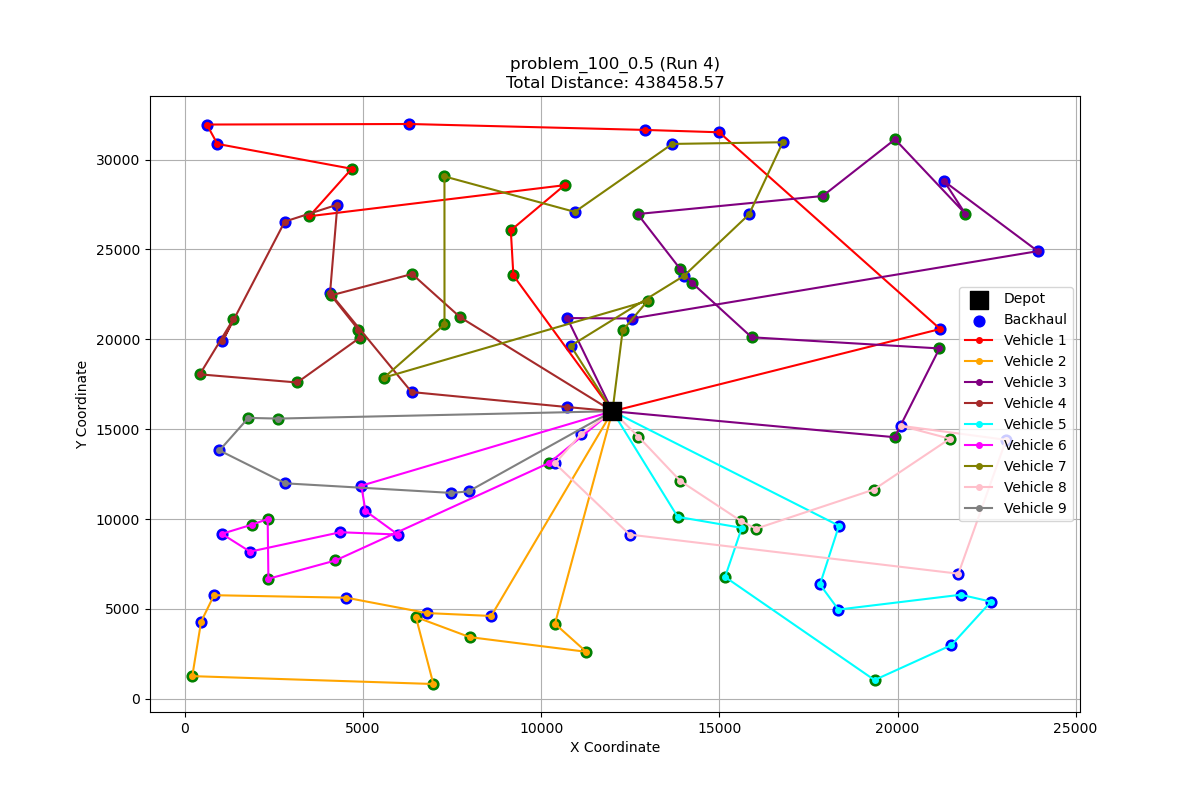 problem_100_0.5 (Run 4)
Total Distance: 438458.57
30000
25000
20000
15000
10000
5000
0
Y Coordinate
0
5000
10000
15000
20000
25000
X Coordinate
Depot
Backhaul
Vehicle 1
Vehicle 2
Vehicle 3
Vehicle 4
Vehicle 5
Vehicle 6
Vehicle 7
Vehicle 8
Vehicle 9